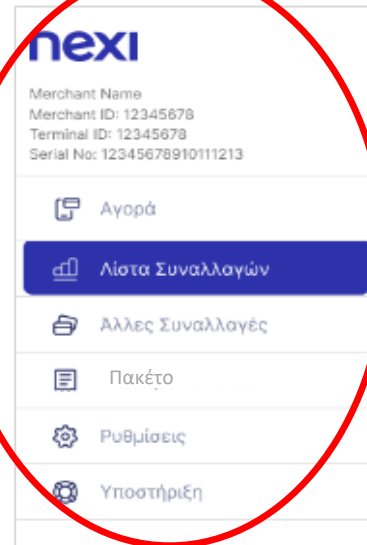 nexi
Merchant Name
Merchant ID: 12345678
Terminal ID: 12345678
Serial No: 12345678910111213
Αγορά
Λίστα Συναλλαγών
Άλλες Συναλλαγές
Πακέτο
Ρυθμίσεις
Υποστήριξη